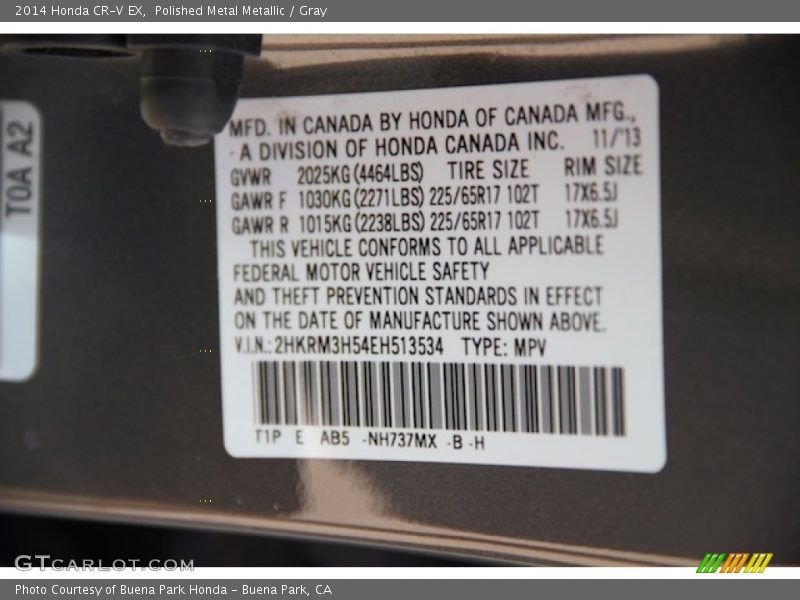 2014 Honda CR-V EX, Polished Metal Metallic / Gray
T0A A2
MFD. IN CANADA BY HONDA OF CANADA MFG.,
A DIVISION OF HONDA CANADA INC. 11/'13
GVWR 2025KG(4464LBS) TIRE SIZE RIM SIZE
GAWR F 1030KG(2271LBS) 225/65R17 102T 17X6.5J
GAWR R 1015KG(2238LBS) 225/65R17 102T 17X6.5J
THIS VEHICLE CONFORMS TO ALL APPLICABLE
FEDERAL MOTOR VEHICLE SAFETY
AND THEFT PREVENTION STANDARDS IN EFFECT
ON THE DATE OF MANUFACTURE SHOWN ABOVE.
V.I.N.:2HKRM3H54EH513534 TYPE: MPV
T1P E AB5 -NH737MX -B -H
GTCARLOT.COM
Photo Courtesy of Buena Park Honda - Buena Park, CA